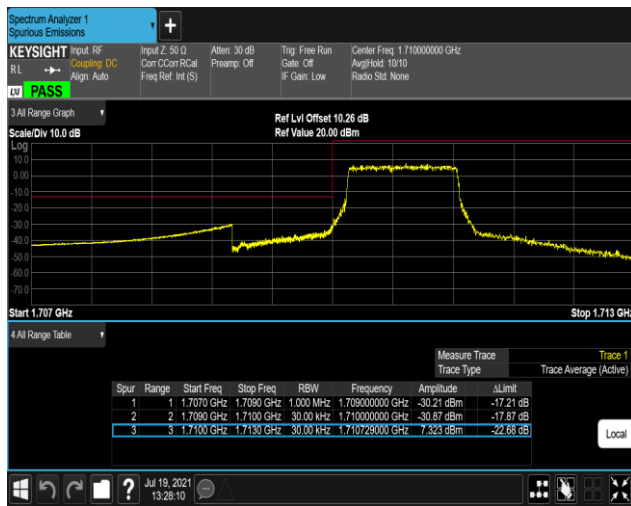 Spectrum Analyzer 1
Spurious Emissions
▼ +
KEYSIGHT Input: RF Input Z: 50 Ω Atten: 30 dB Trig: Free Run Center Freq: 1.710000000 GHz
RL Coupling: DC Corr CCorr RCal Preamp: Off Gate: Off Avg|Hold: 10/10
Align: Auto Freq Ref: Int (S) IF Gain: Low Radio Std: None
LXI PASS
3 All Range Graph ▼ Ref Lvl Offset 10.26 dB
Scale/Div 10.0 dB Ref Value 20.00 dBm
Log
10.0
0.00
-10.0
-20.0
-30.0
-40.0
-50.0
-60.0
-70.0
Start 1.707 GHz Stop 1.713 GHz
4 All Range Table ▼
Measure Trace Trace 1
Trace Type Trace Average (Active)
Spur Range Start Freq Stop Freq RBW Frequency Amplitude ΔLimit
1 1 1.7070 GHz 1.7090 GHz 1.000 MHz 1.709000000 GHz -30.21 dBm -17.21 dB
2 2 1.7090 GHz 1.7100 GHz 30.00 kHz 1.710000000 GHz -30.87 dBm -17.87 dB
3 3 1.7100 GHz 1.7130 GHz 30.00 kHz 1.710729000 GHz 7.323 dBm -22.68 dB
Local
? Jul 19, 2021
13:28:10